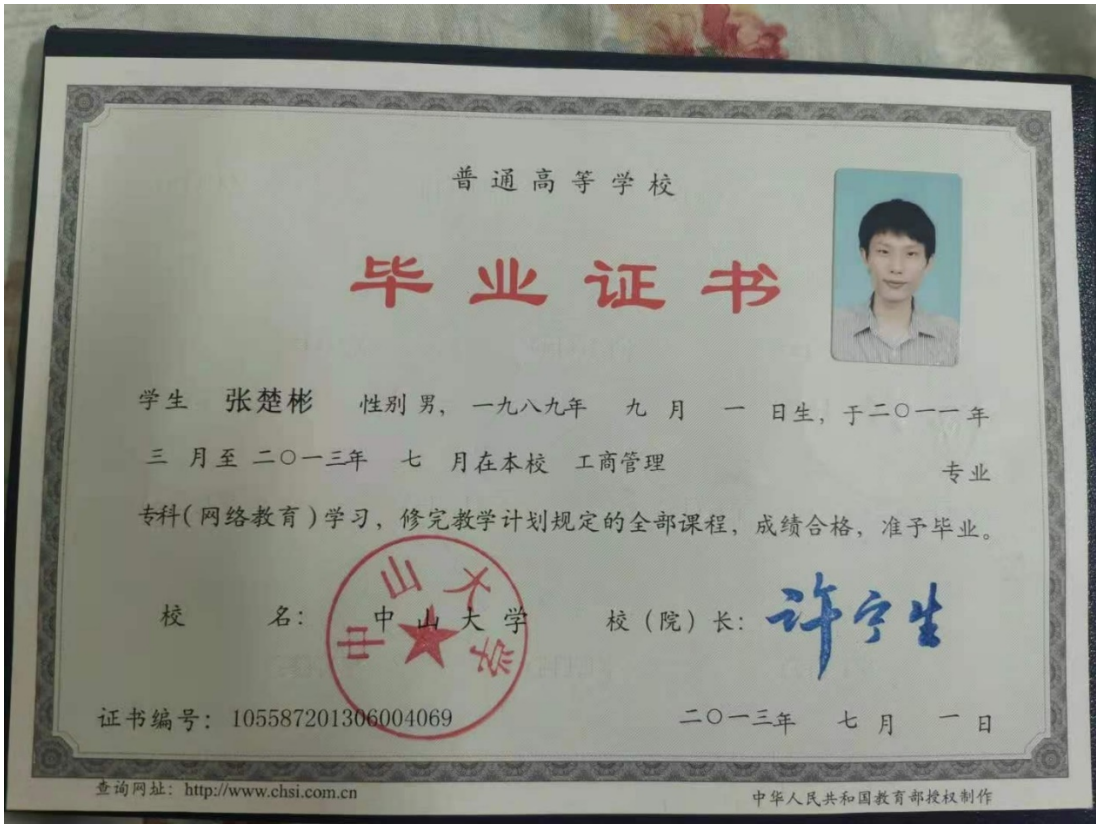 普通高等学校
毕业证书
学生 张楚彬 性别 男, 一九八九年 九 月 一 日生, 于二〇一一年
三 月至 二〇一三年 七 月在本校 工商管理 专业
专科(网络教育)学习, 修完教学计划规定的全部课程, 成绩合格, 准予毕业。
校 名: 中山大学 校(院)长: 许宁生
中山大学
证书编号: 105587201306004069 二〇一三年 七 月 一 日
查询网址: http://www.chsi.com.cn 中华人民共和国教育部授权制作